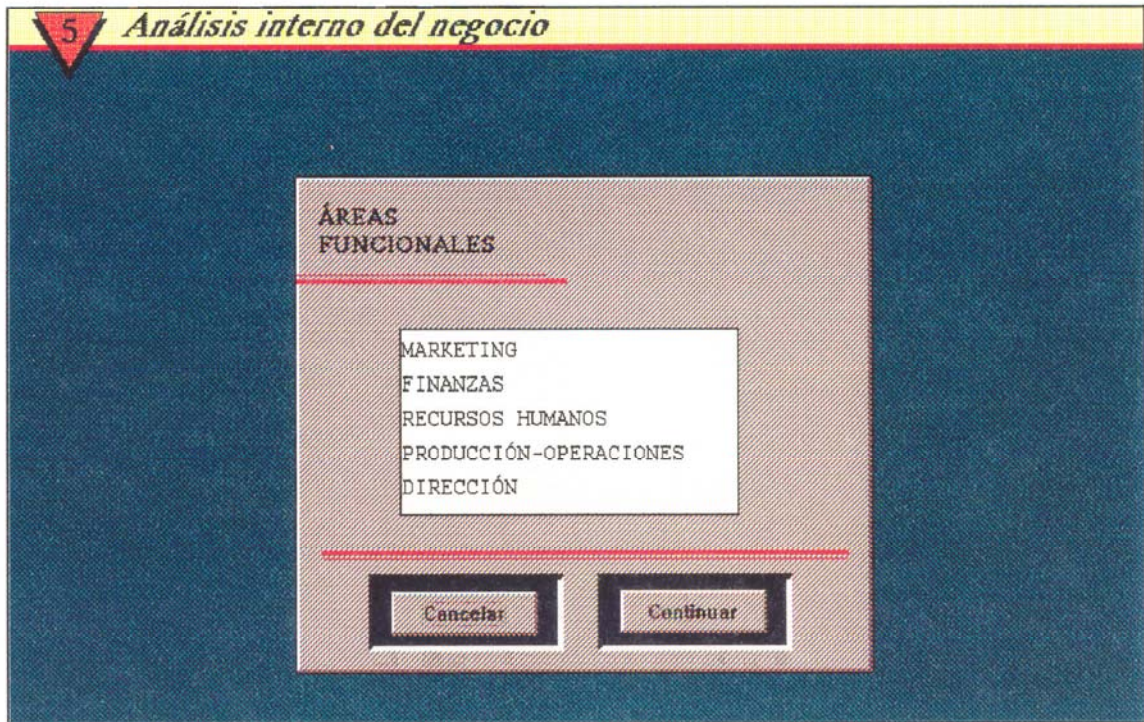 5 Análisis interno del negocio
ÁREAS
FUNCIONALES
MARKETING
FINANZAS
RECURSOS HUMANOS
PRODUCCIÓN-OPERACIONES
DIRECCIÓN
Cancelar Continuar